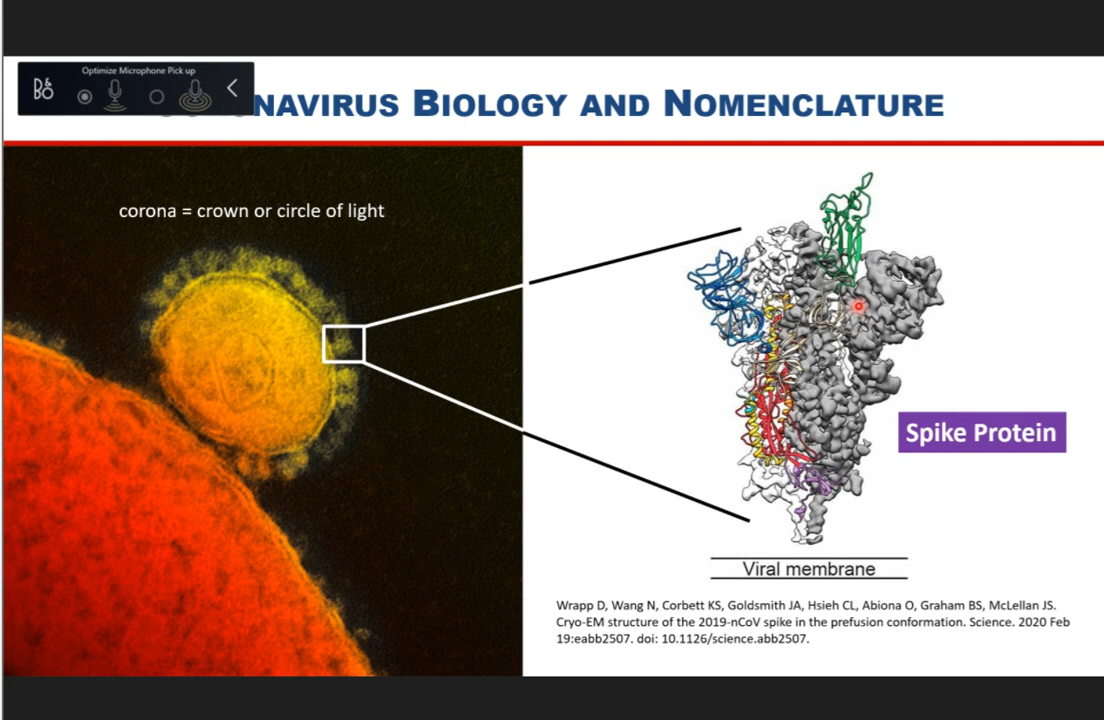 B&O
Optimize Microphone Pick up
NAVIRUS BIOLOGY AND NOMENCLATURE
corona = crown or circle of light
Spike Protein
Viral membrane
Wrapp D, Wang N, Corbett KS, Goldsmith JA, Hsieh CL, Abiona O, Graham BS, McLellan JS.
Cryo-EM structure of the 2019-nCoV spike in the prefusion conformation. Science. 2020 Feb
19:eabb2507. doi: 10.1126/science.abb2507.